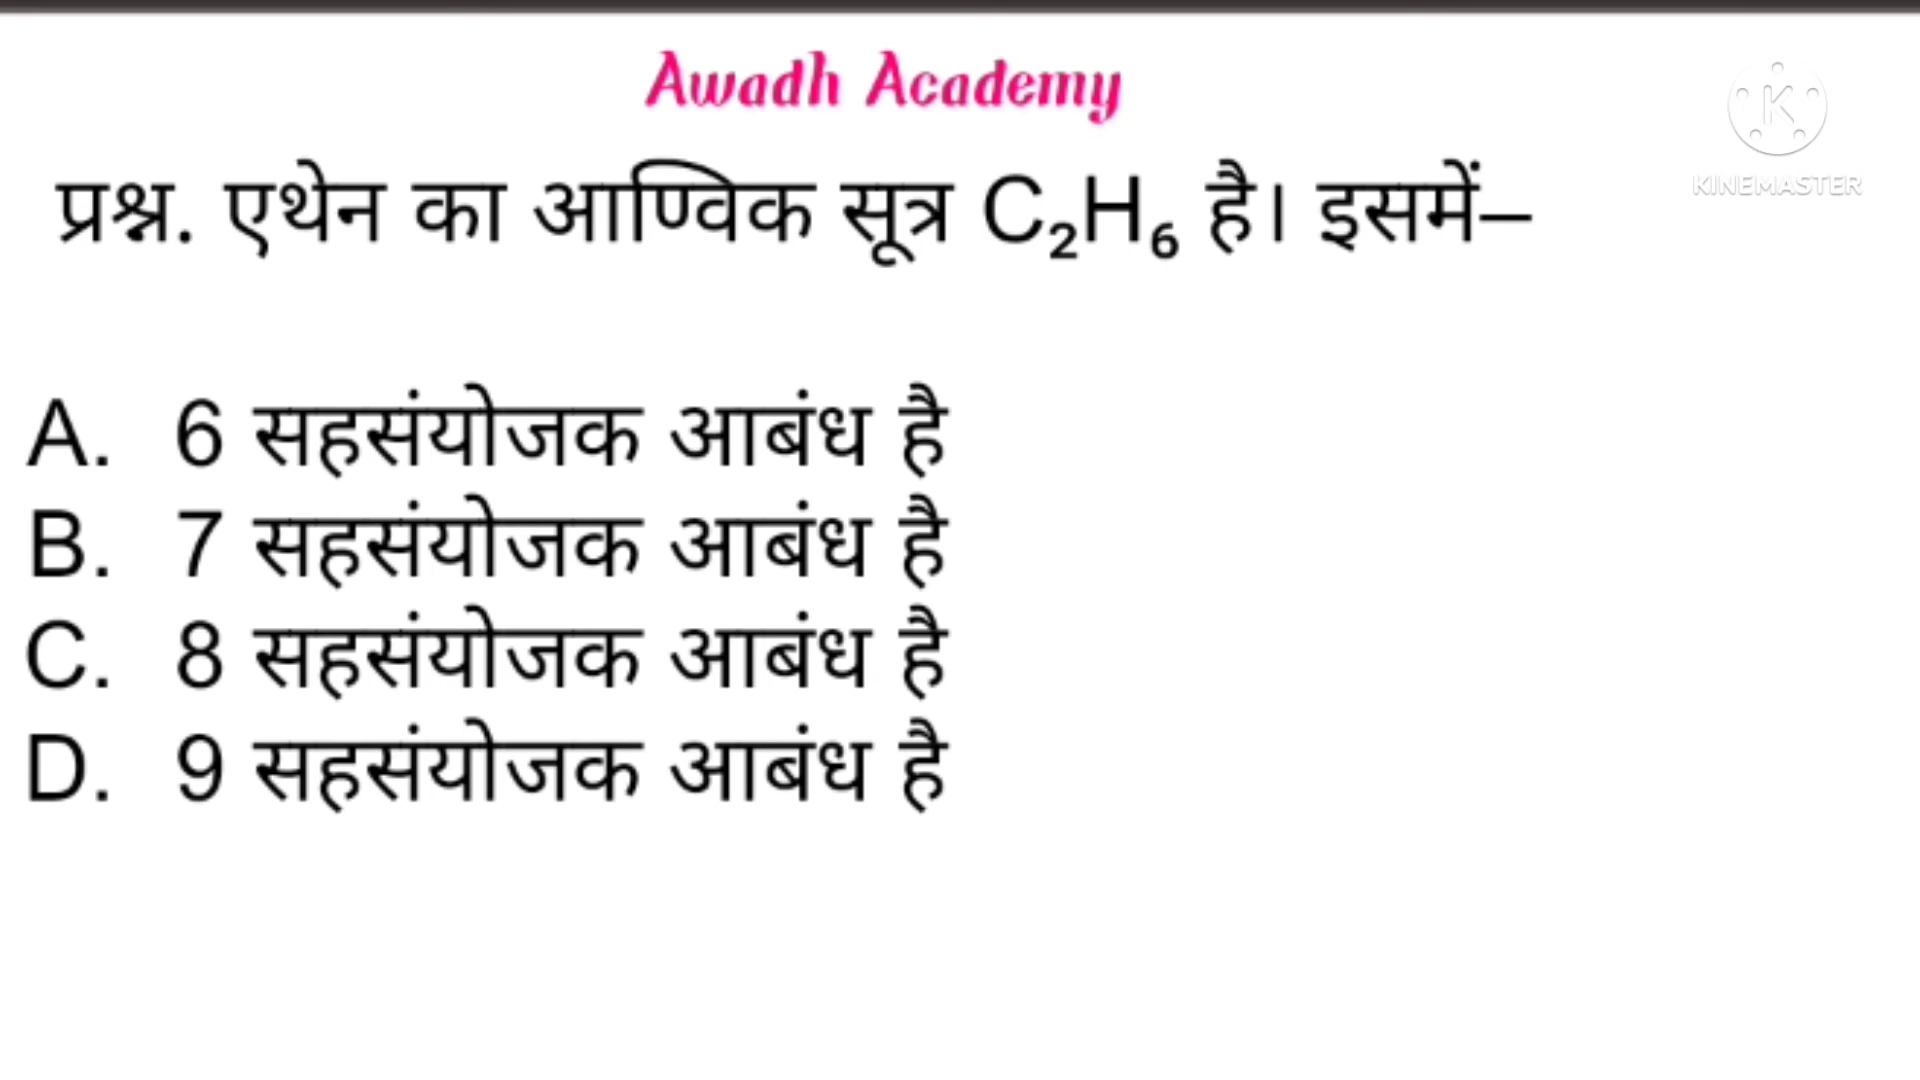 Awadh Academy
KINEMASTER
प्रश्न. एथेन का आण्विक सूत्र C₂H₆ है। इसमें–
A. 6 सहसंयोजक आबंध है
B. 7 सहसंयोजक आबंध है
C. 8 सहसंयोजक आबंध है
D. 9 सहसंयोजक आबंध है